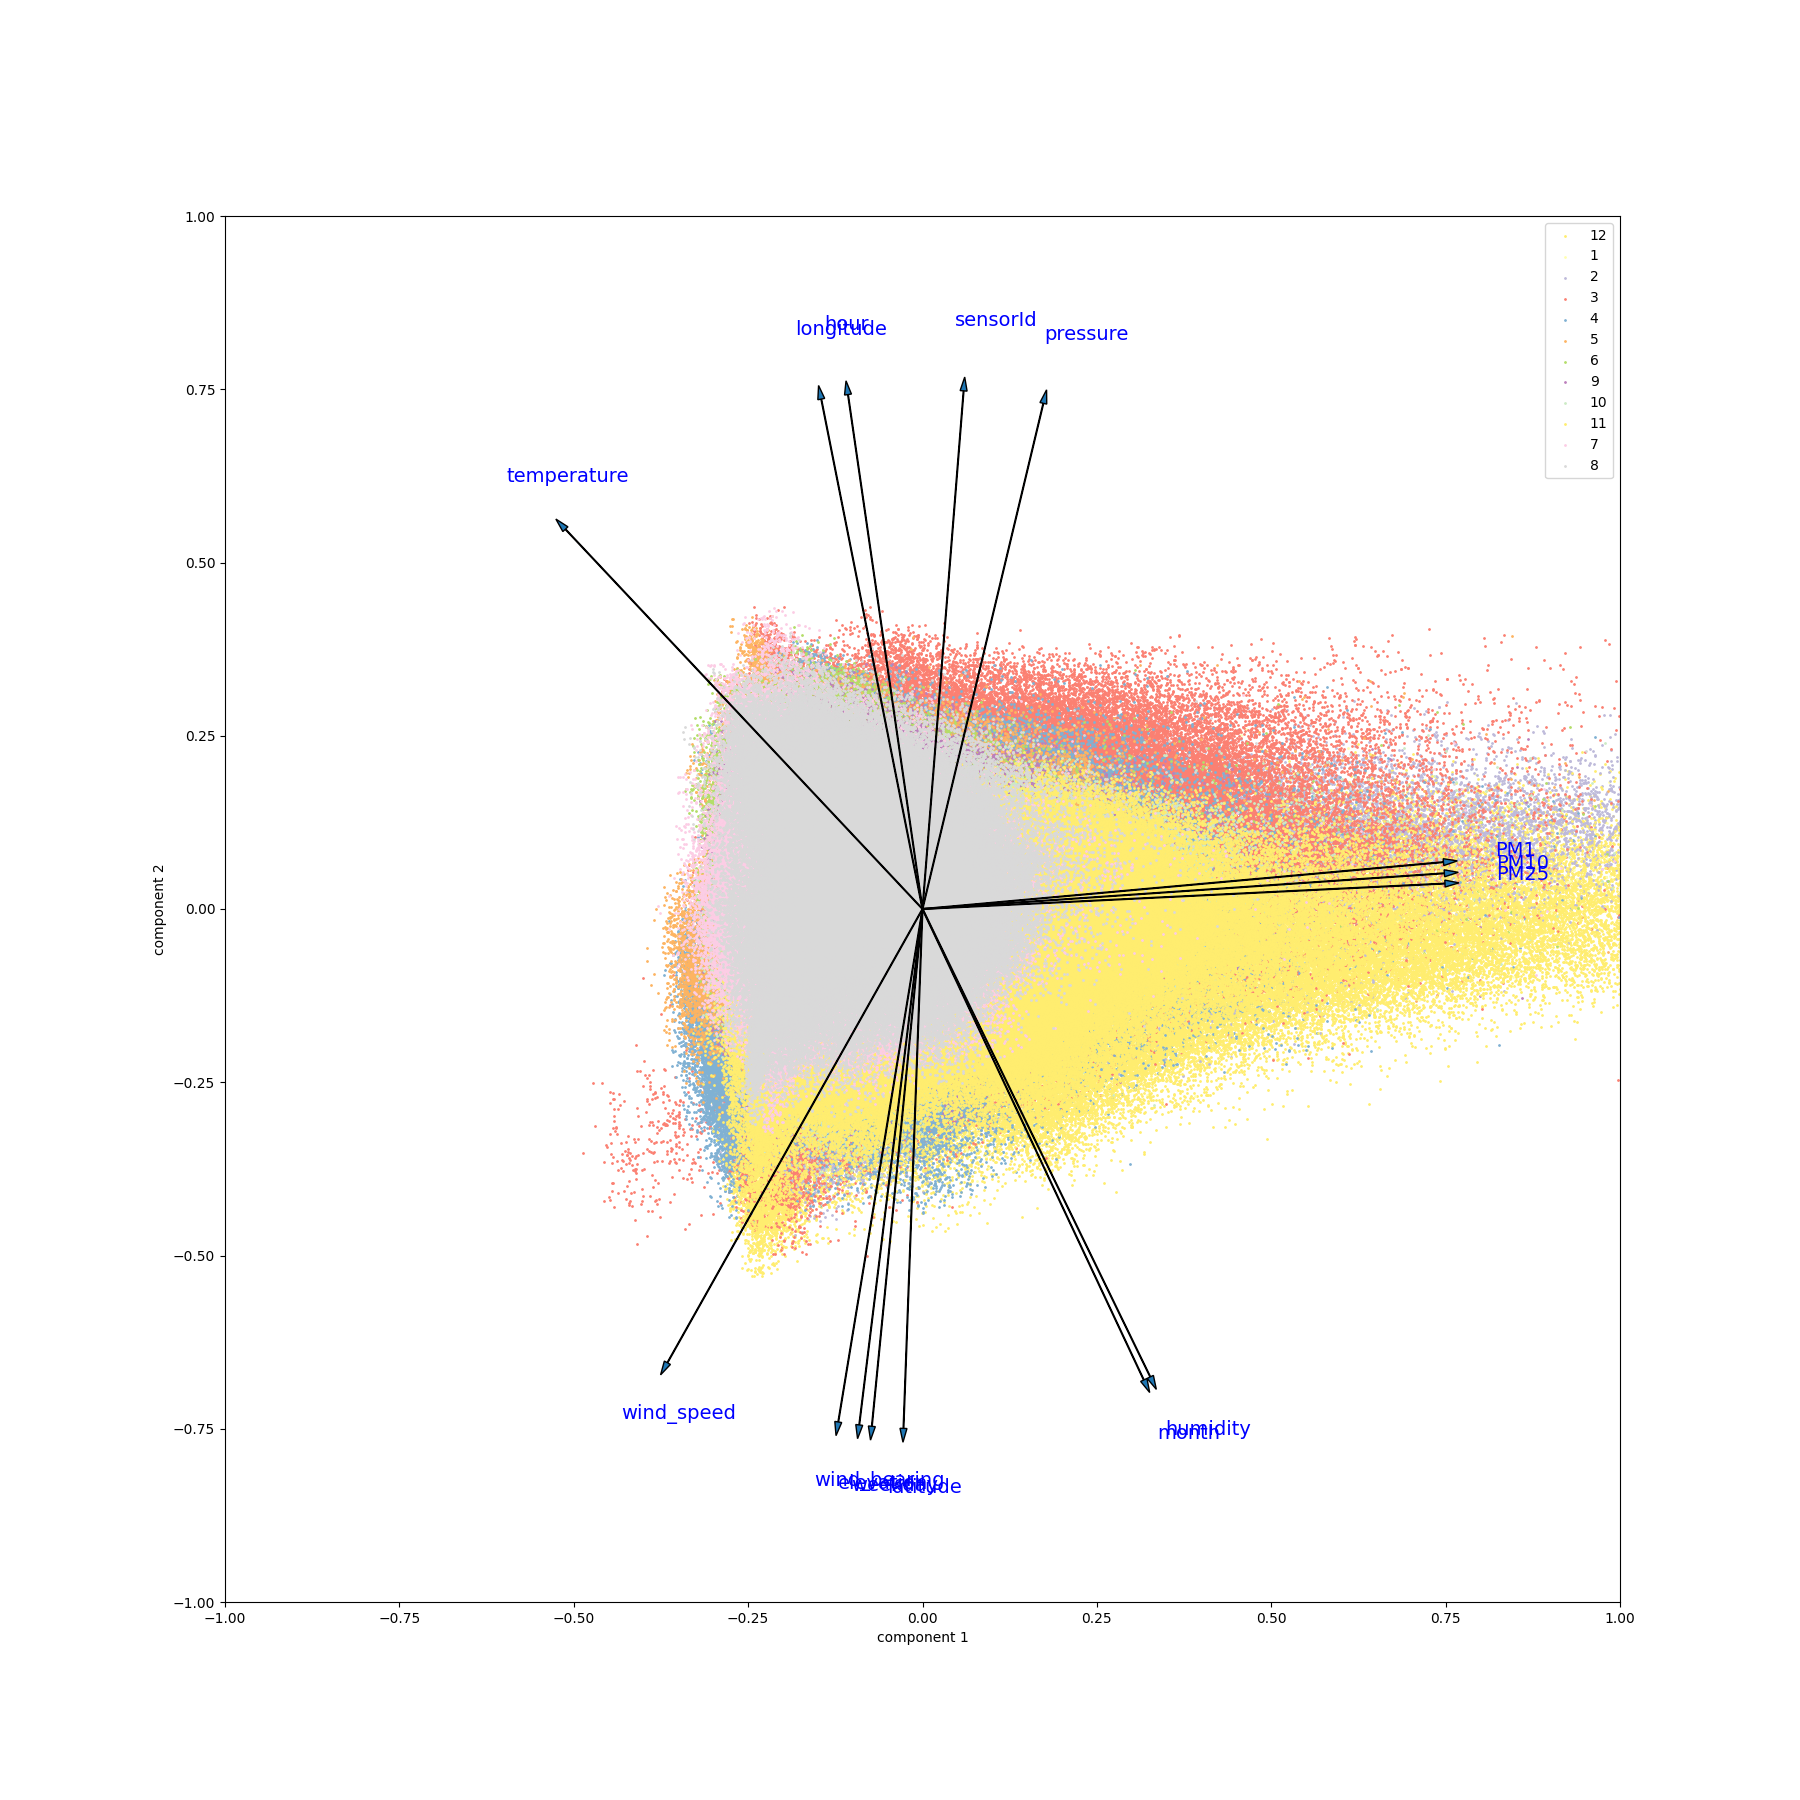 1.00
0.75
0.50
0.25
0.00
−0.25
−0.50
−0.75
−1.00
component 2
12
1
2
3
4
5
6
9
10
11
7
8
hour
longitude
sensorId
pressure
temperature
PM1
PM10
PM25
wind_speed
humidity
month
wind_bearing
latitude
−1.00
−0.75
−0.50
−0.25
0.00
0.25
0.50
0.75
1.00
component 1